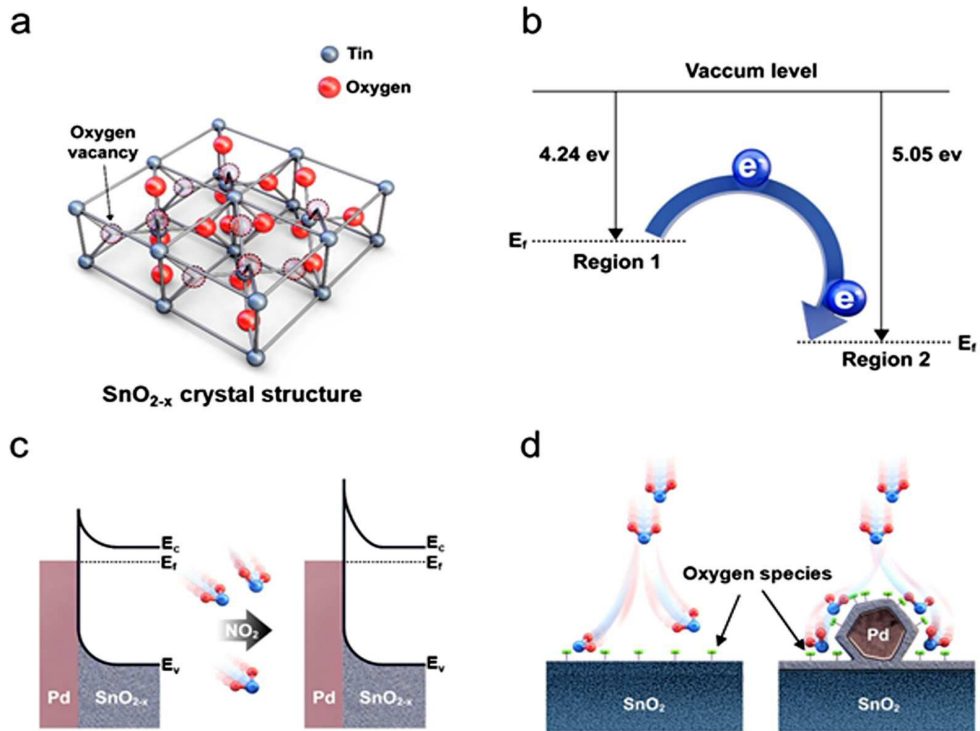 a
Tin
Oxygen
Oxygen
vacancy
SnO2-x crystal structure
b
Vaccum level
4.24 ev
5.05 ev
e
e
Ef
Region 1
Ef
Region 2
c
Ec
Ef
Ev
Pd
SnO2-x
NO2
Ec
Ef
Ev
Pd
SnO2-x
d
Oxygen species
Pd
SnO2
SnO2